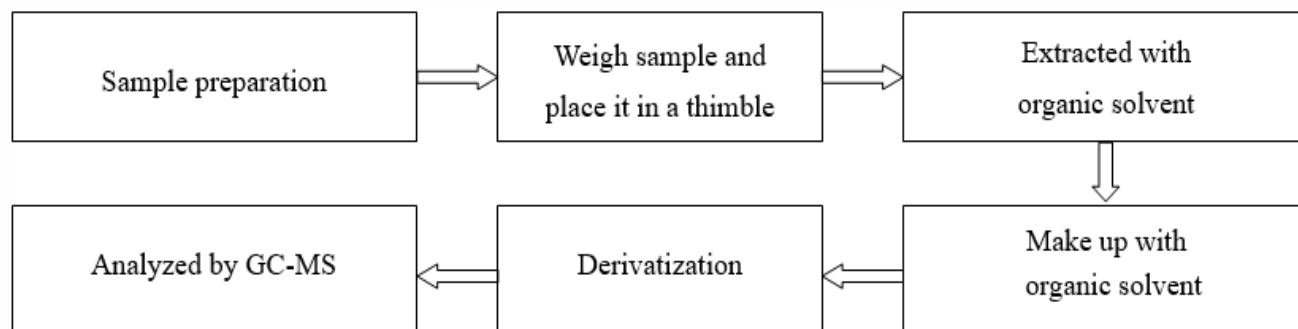 Sample preparation
Weigh sample and
place it in a thimble
Extracted with
organic solvent
Make up with
organic solvent
Derivatization
Analyzed by GC-MS